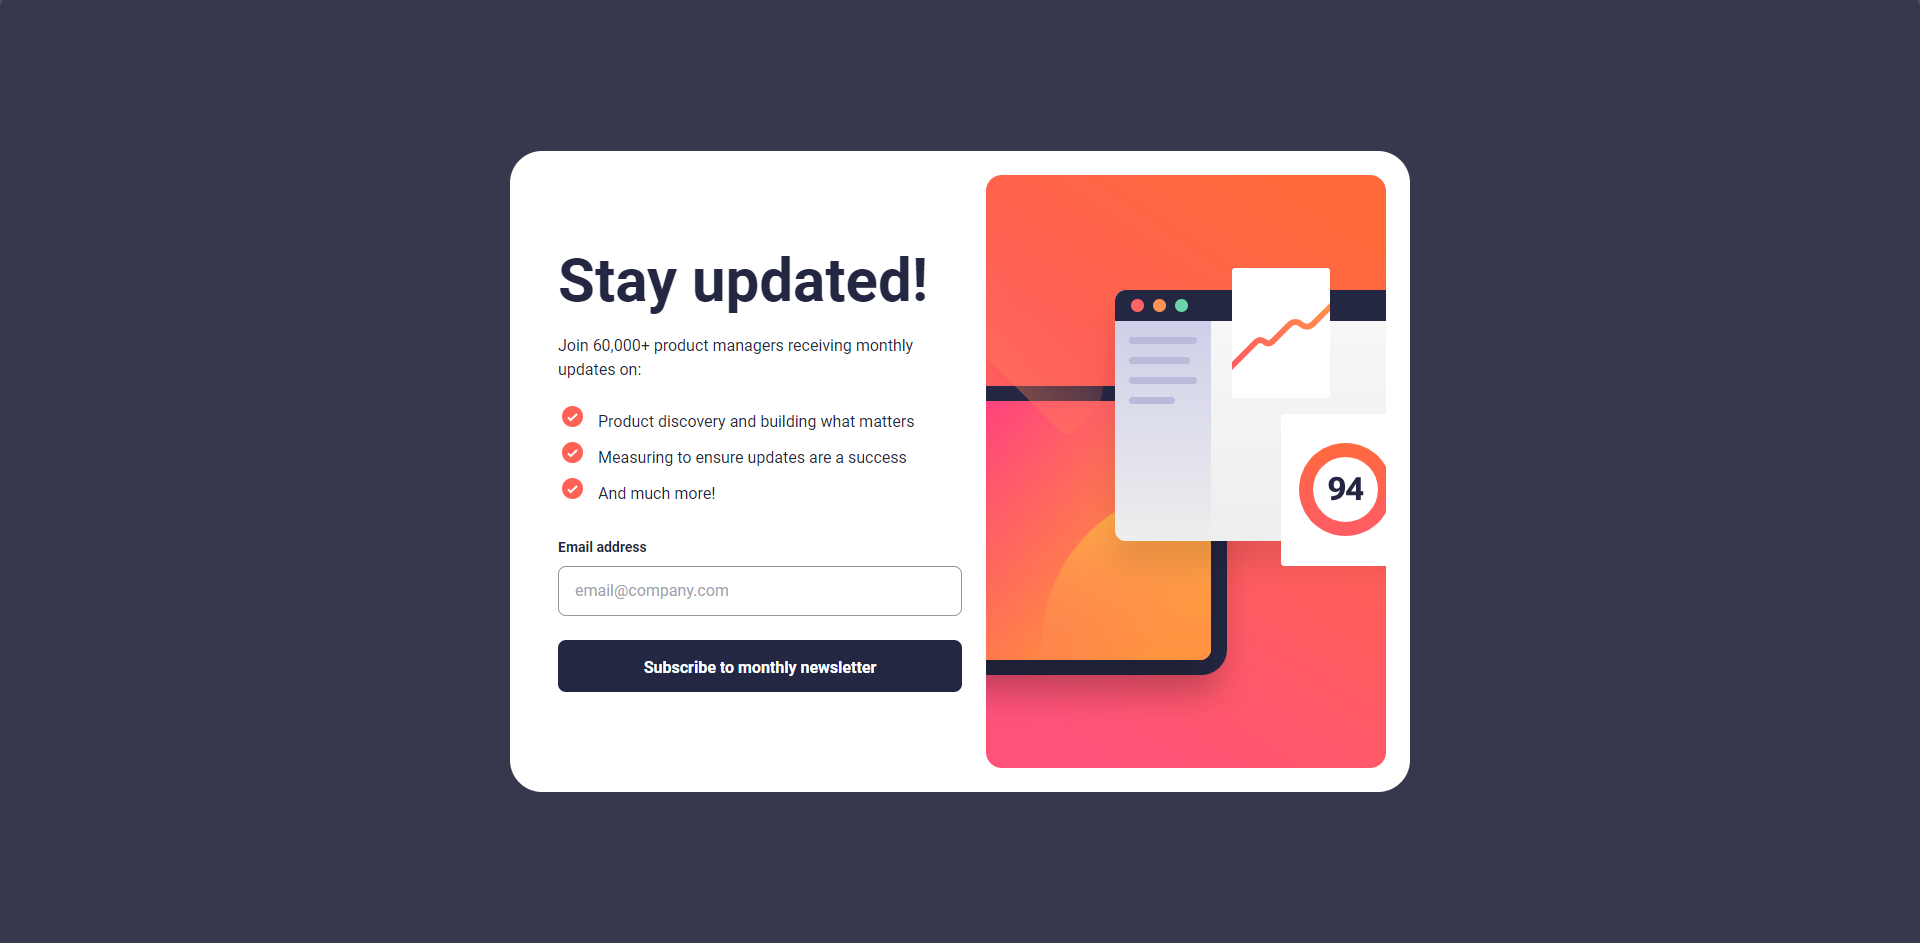 Stay updated!
Join 60,000+ product managers receiving monthly
updates on:
Product discovery and building what matters
Measuring to ensure updates are a success
And much more!
Email address
email@company.com
Subscribe to monthly newsletter
94